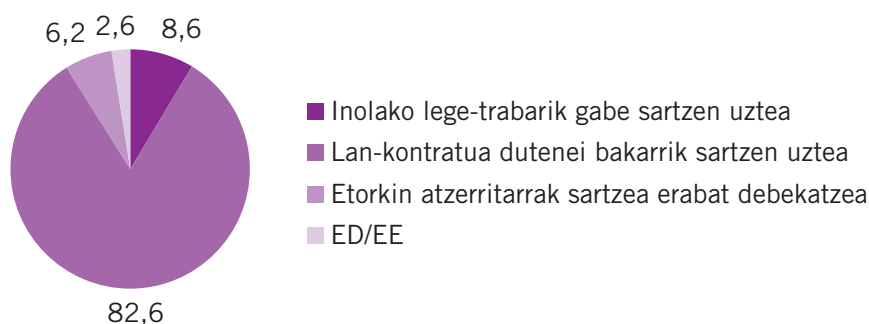 6,2 2,6 8,6
Inolako lege-trabarik gabe sartzen uztea
Lan-kontratua dutenei bakarrik sartzen uztea
Etorkin atzerritarrak sartzea erabat debekatzea
ED/EE
82,6